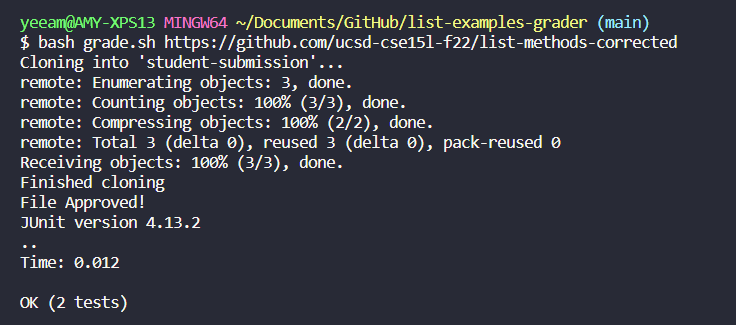 yeeam@AMY-XPS13 MINGW64 ~/Documents/GitHub/list-examples-grader (main)
$ bash grade.sh https://github.com/ucsd-cse15l-f22/list-methods-corrected
Cloning into 'student-submission'...
remote: Enumerating objects: 3, done.
remote: Counting objects: 100% (3/3), done.
remote: Compressing objects: 100% (2/2), done.
remote: Total 3 (delta 0), reused 3 (delta 0), pack-reused 0
Receiving objects: 100% (3/3), done.
Finished cloning
File Approved!
JUnit version 4.13.2
..
Time: 0.012
OK (2 tests)